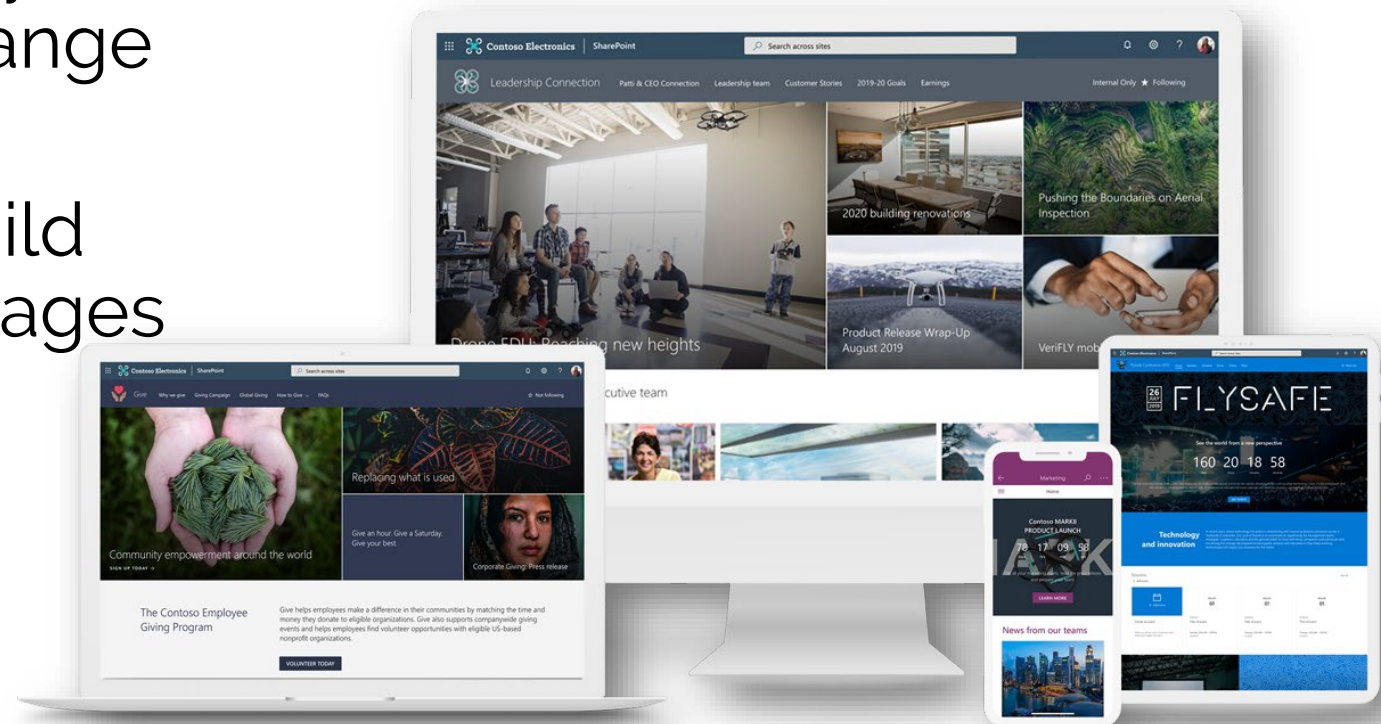 ange
ild
ages
Contoso Electronics SharePoint Search across sites ?
Leadership Connection Patti & CEO Connection Leadership team Customer Stories 2019-20 Goals Earnings Internal Only ★ Following
2020 building renovations
Pushing the Boundaries on Aerial
Inspection
Drone EDU: Reaching new heights
Product Release Wrap-Up
August 2019
VeriFLY mob
cutive team
Contoso Electronics SharePoint Search across sites ?
Give Why we give Giving Campaign Global Giving How to Give FAQs ☆ Not following
Replacing what is used
Community empowerment around the world
SIGN UP TODAY →
Give an hour. Give a Saturday.
Give your best.
Corporate Giving: Press release
The Contoso Employee
Giving Program
Give helps employees make a difference in their communities by matching the time and
money they donate to eligible organizations. Give also supports companywide giving
events and helps employees find volunteer opportunities with eligible US-based
nonprofit organizations.
VOLUNTEER TODAY
Marketing
Home
Contoso MARK8
PRODUCT LAUNCH
78 17 09 58
LEARN MORE
News from our teams
Contoso Electronics SharePoint
26
JULY
2019
FLYSAFE
See the world from a new perspective
160 20 18 58
Technology
and innovation